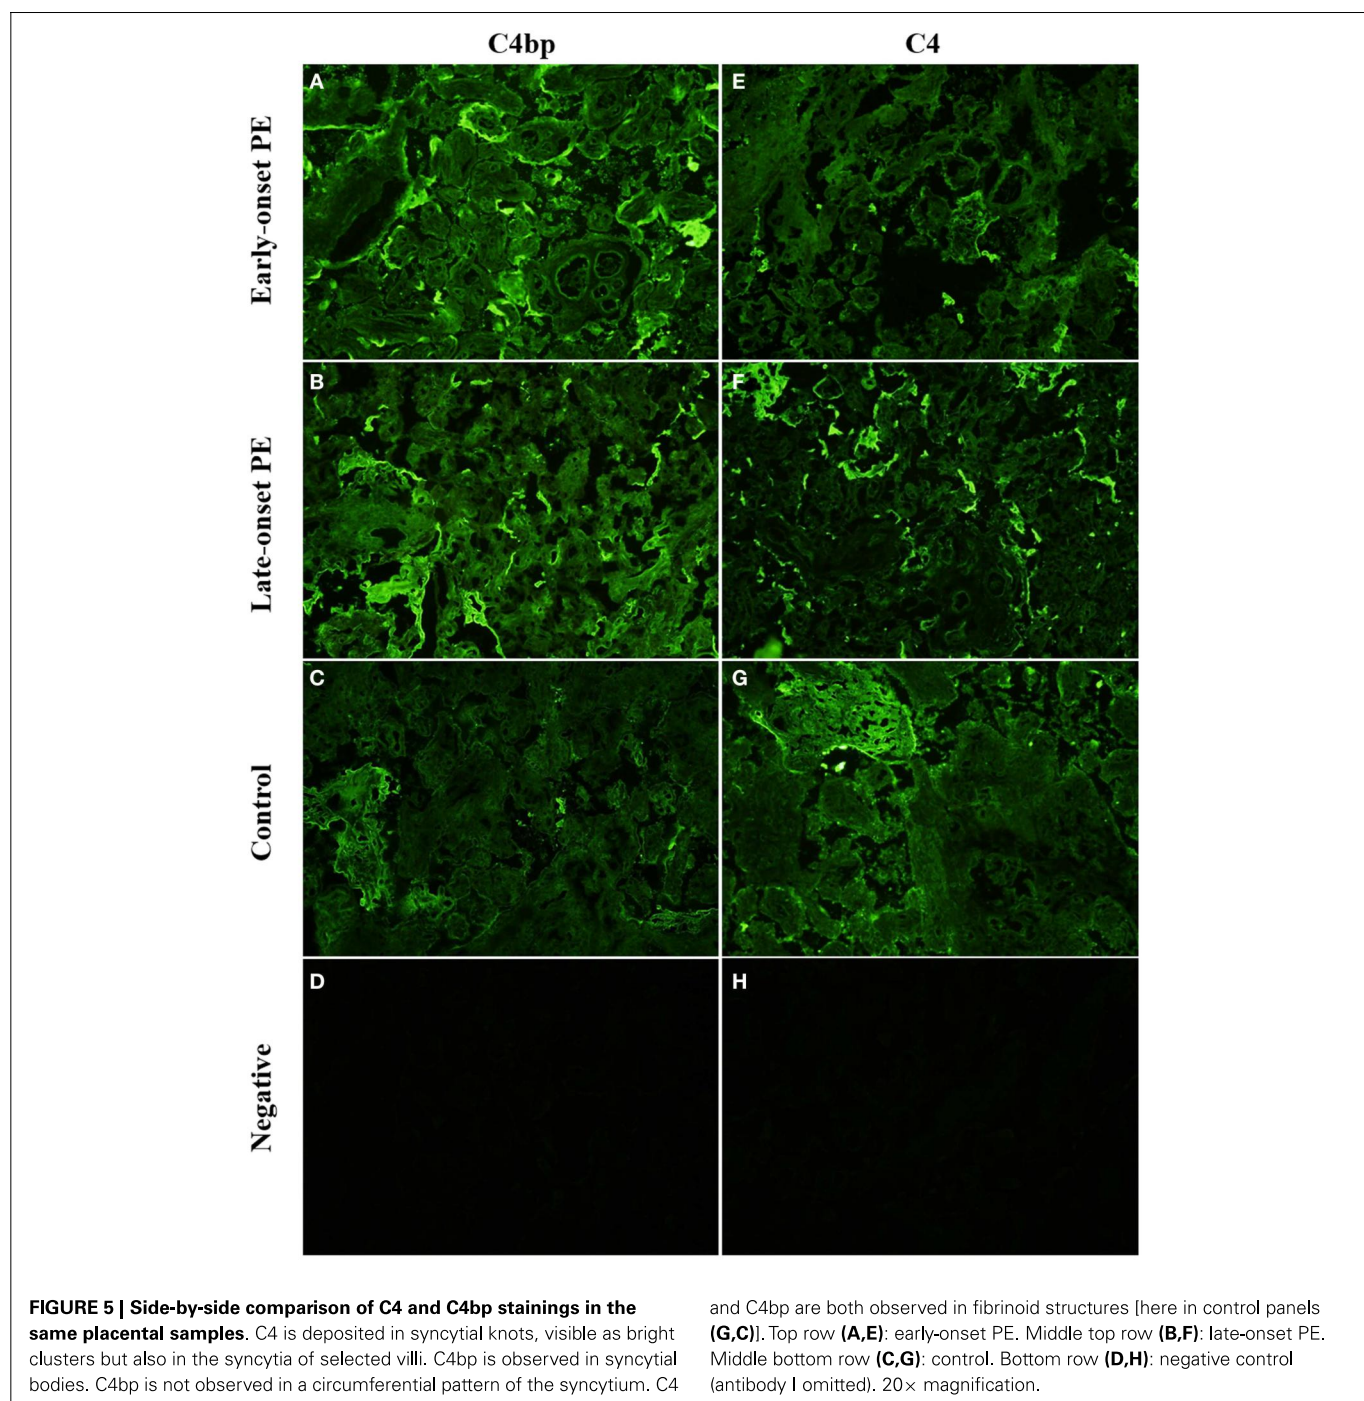 C4bp
C4
Early-onset PE
A
E
Late-onset PE
B
F
Control
C
G
Negative
D
H
FIGURE 5 | Side-by-side comparison of C4 and C4bp stainings in the
same placental samples. C4 is deposited in syncytial knots, visible as bright
clusters but also in the syncytia of selected villi. C4bp is observed in syncytial
bodies. C4bp is not observed in a circumferential pattern of the syncytium. C4
and C4bp are both observed in fibrinoid structures [here in control panels
(G,C)]. Top row (A,E): early-onset PE. Middle top row (B,F): late-onset PE.
Middle bottom row (C,G): control. Bottom row (D,H): negative control
(antibody I omitted). 20× magnification.